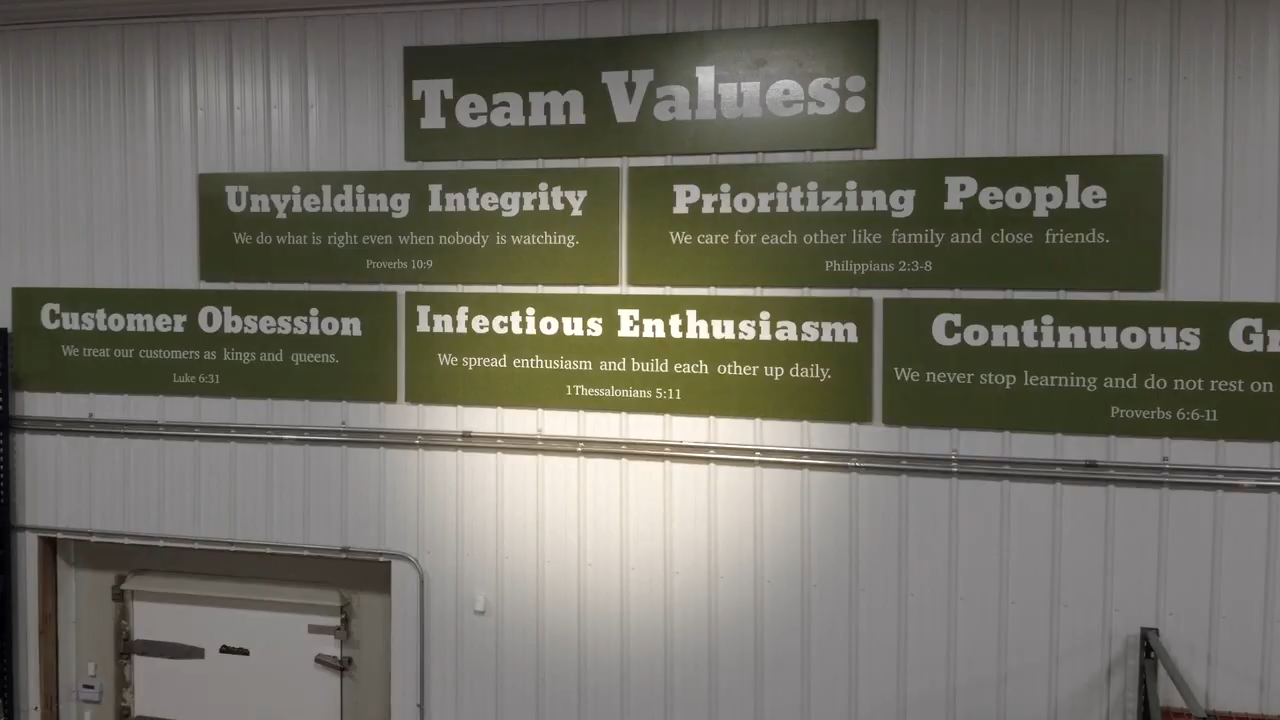 Team Values:
Unyielding Integrity
We do what is right even when nobody is watching.
Proverbs 10:9
Prioritizing People
We care for each other like family and close friends.
Philippians 2:3-8
Customer Obsession
We treat our customers as kings and queens.
Luke 6:31
Infectious Enthusiasm
We spread enthusiasm and build each other up daily.
1Thessalonians 5:11
Continuous
We never stop learning and do not rest on
Proverbs 6:6-11